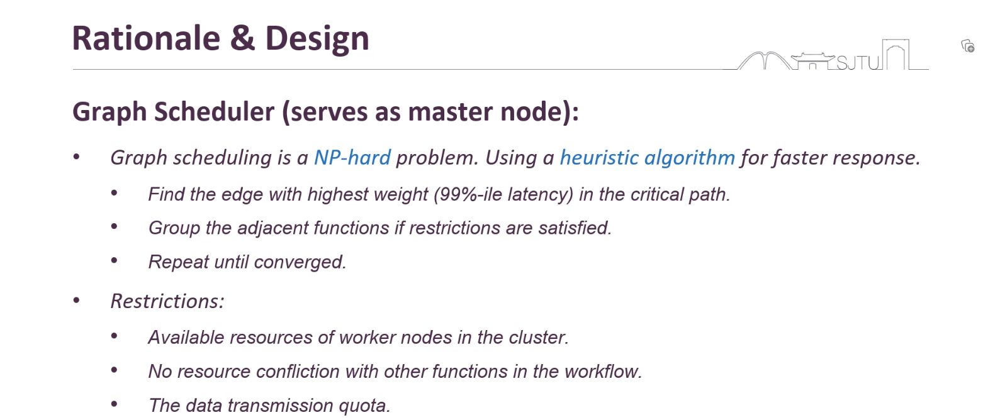 Rationale & Design
SJTU
Graph Scheduler (serves as master node):
• Graph scheduling is a NP-hard problem. Using a heuristic algorithm for faster response.
• Find the edge with highest weight (99%-ile latency) in the critical path.
• Group the adjacent functions if restrictions are satisfied.
• Repeat until converged.
• Restrictions:
• Available resources of worker nodes in the cluster.
• No resource confliction with other functions in the workflow.
• The data transmission quota.